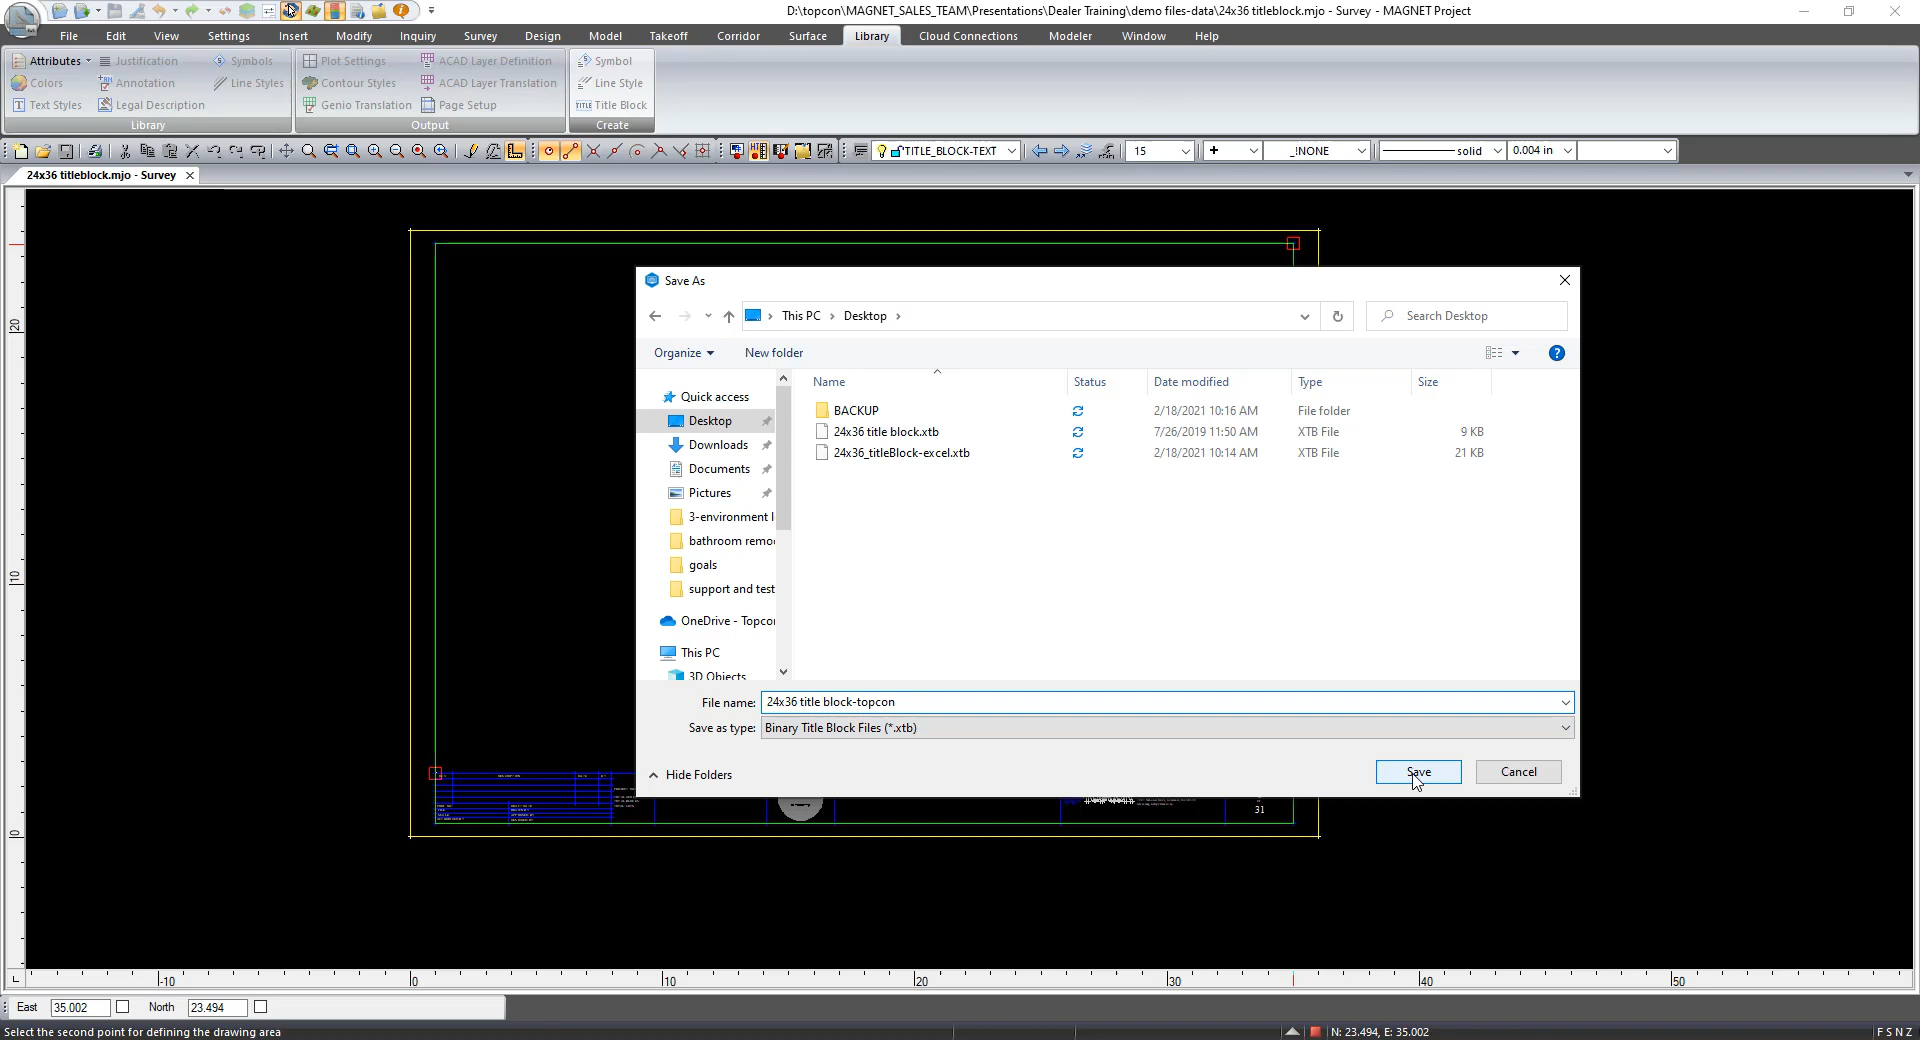 D:\topcon\MAGNET_SALES_TEAM\Presentations\Dealer Training\demo files-data\24x36 titleblock.mjo - Survey - MAGNET Project
File Edit View Settings Insert Modify Inquiry Survey Design Model Takeoff Corridor Surface Library Cloud Connections Modeler Window Help
Attributes Justification Symbols Plot Settings ACAD Layer Definition Symbol
Colors Annotation Line Styles Contour Styles ACAD Layer Translation Line Style
Text Styles Legal Description Genio Translation Page Setup TITLE Title Block
Library Output Create
*TITLE_BLOCK-TEXT 15 + _!NONE solid 0.004 in
24x36 titleblock.mjo - Survey
Save As
This PC > Desktop >
Search Desktop
Organize New folder
Name Status Date modified Type Size
Quick access
Desktop
Downloads
Documents
Pictures
3-environment l
bathroom remo
goals
support and test
OneDrive - Topcon
This PC
3D Objects
BACKUP 2/18/2021 10:16 AM File folder
24x36 title block.xtb 7/26/2019 11:50 AM XTB File 9 KB
24x36_titleBlock-excel.xtb 2/18/2021 10:14 AM XTB File 21 KB
File name: 24x36 title block-topcon
Save as type: Binary Title Block Files (*.xtb)
Hide Folders Save Cancel
31
20
10
0
-10 0 10 20 30 40 50
East 35.002 North 23.494
Select the second point for defining the drawing area
N: 23.494, E: 35.002
F S N Z